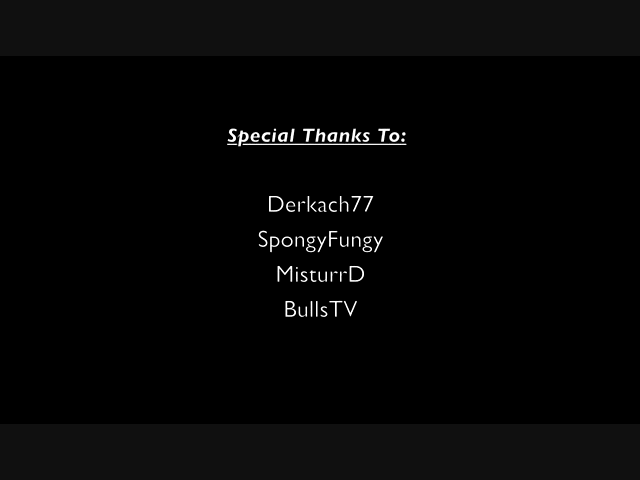 Special Thanks To:
Derkach77
SpongyFungy
MisturrD
BullsTV